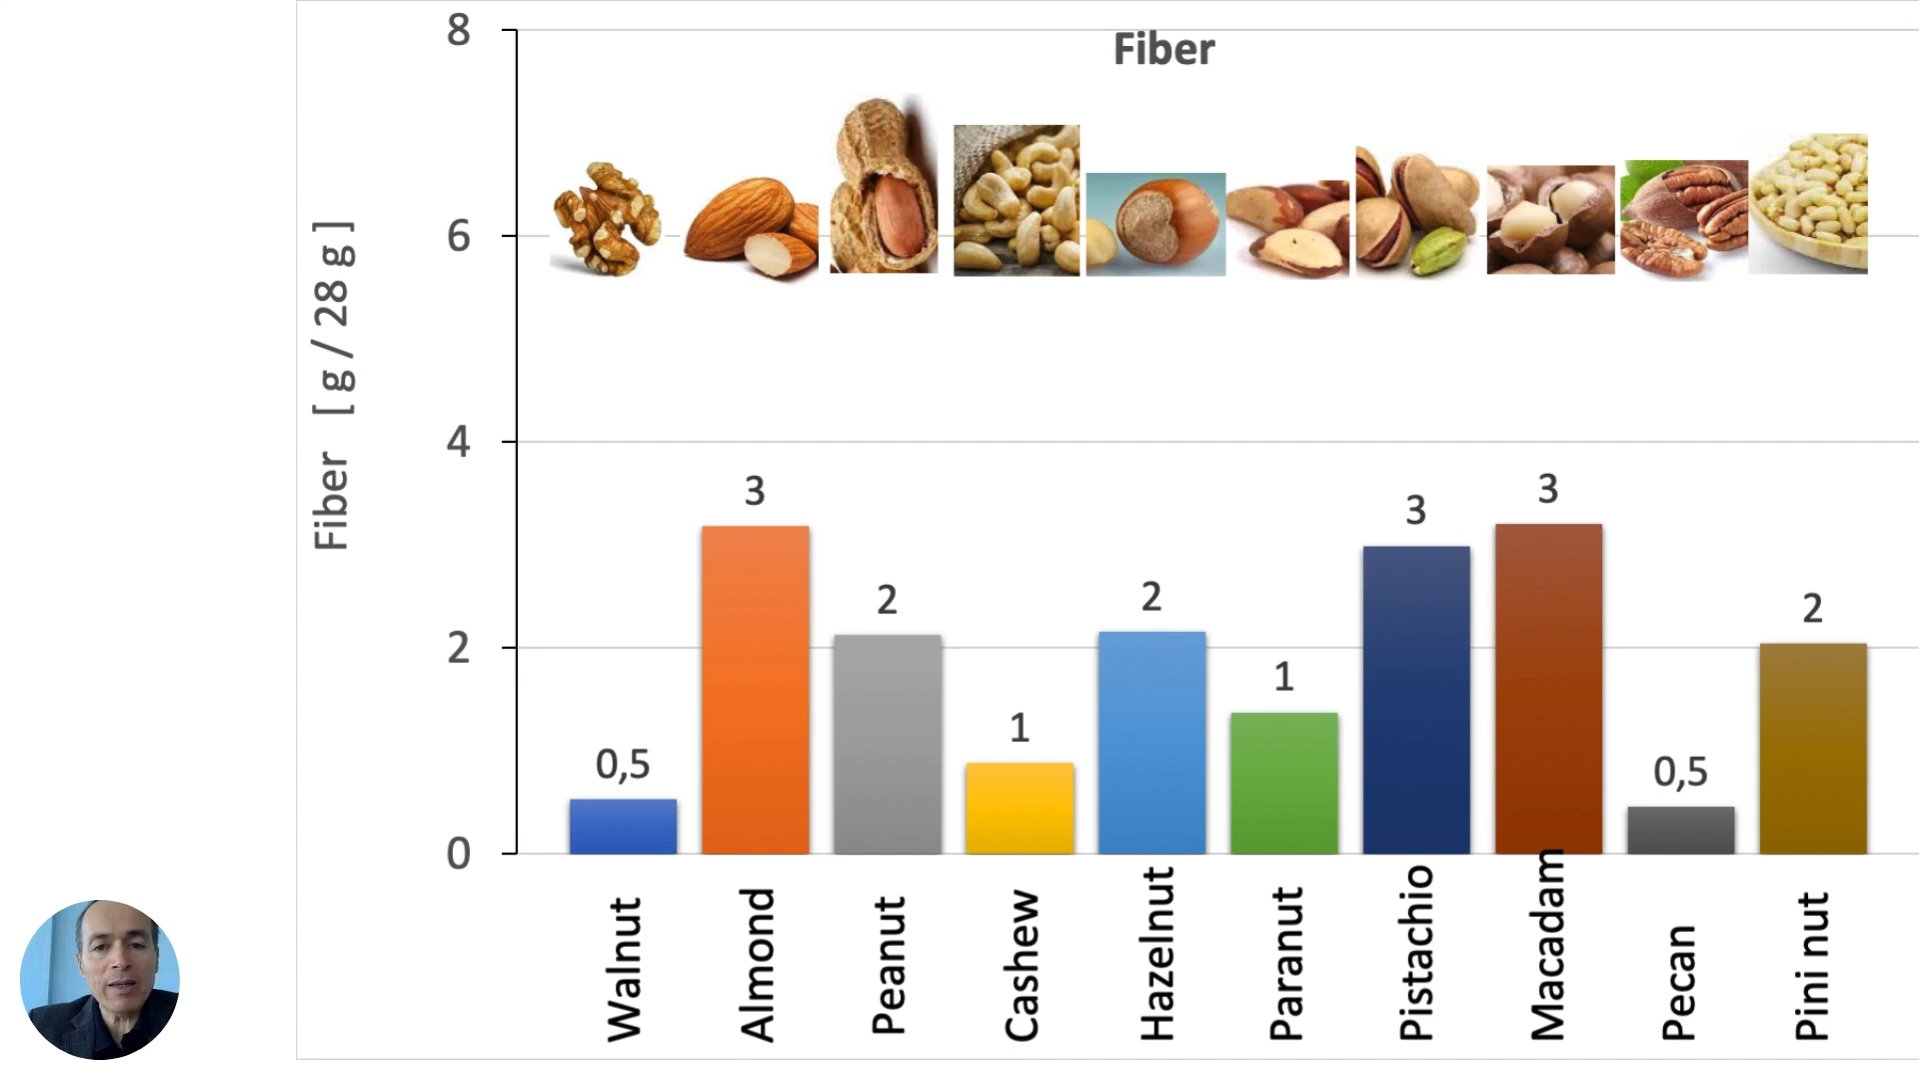 Fiber
Fiber [ g / 28 g ]
8
6
4
2
0
0,5
3
2
1
2
1
3
3
0,5
2
Walnut
Almond
Peanut
Cashew
Hazelnut
Paranut
Pistachio
Macadam
Pecan
Pini nut